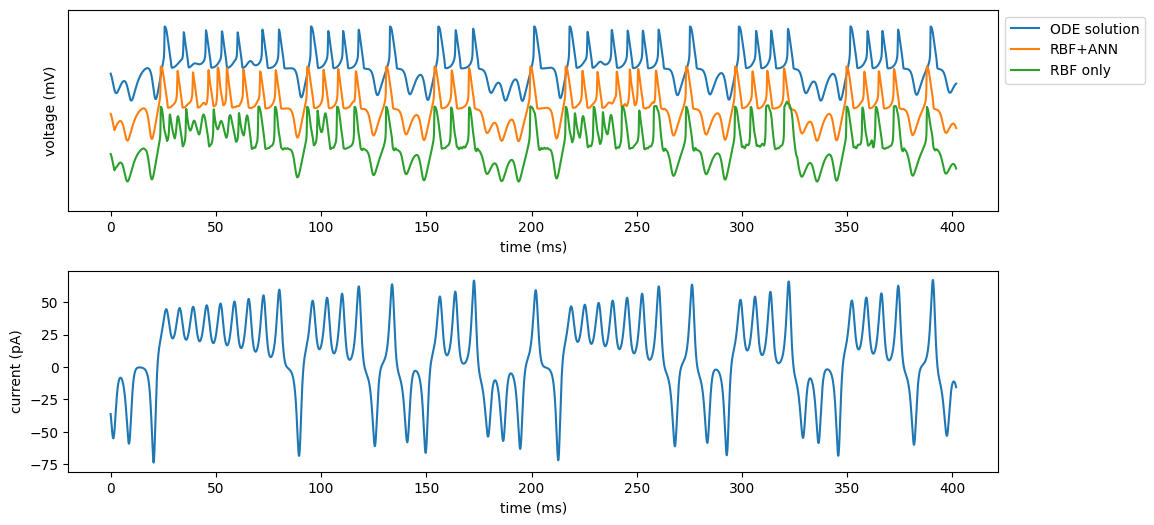 voltage (mV)
ODE solution
RBF+ANN
RBF only
0 50 100 150 200 250 300 350 400
time (ms)
current (pA)
50
25
0
−25
−50
−75
0 50 100 150 200 250 300 350 400
time (ms)